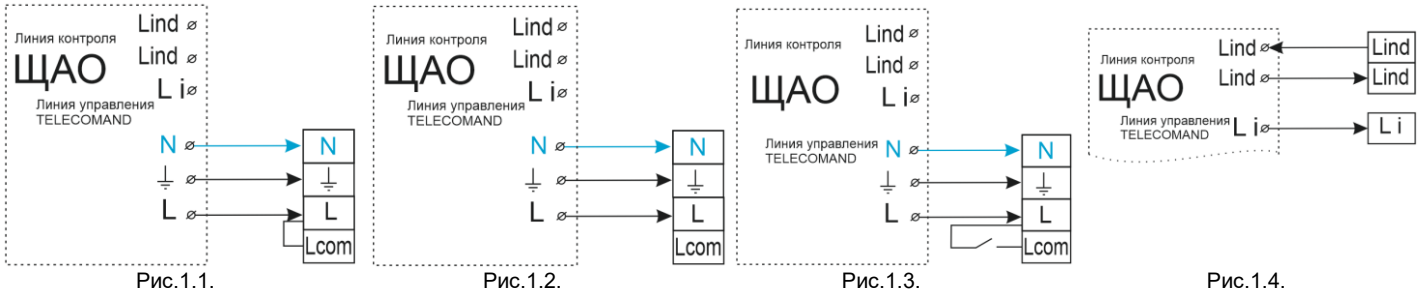 Lind
Линия контроля
Lind
ЩАО
L i
Линия управления
TELECOMAND
N
N
L
L
Lcom
Рис.1.1.
Lind
Линия контроля
Lind
ЩАО
L i
Линия управления
TELECOMAND
N
N
L
L
Lcom
Рис.1.2.
Lind
Линия контроля
Lind
ЩАО
L i
Линия управления
TELECOMAND
N
N
L
L
Lcom
Рис.1.3.
Lind
Lind
Линия контроля
Lind
Lind
ЩАО
Линия управления
TELECOMAND
L i
L i
Рис.1.4.